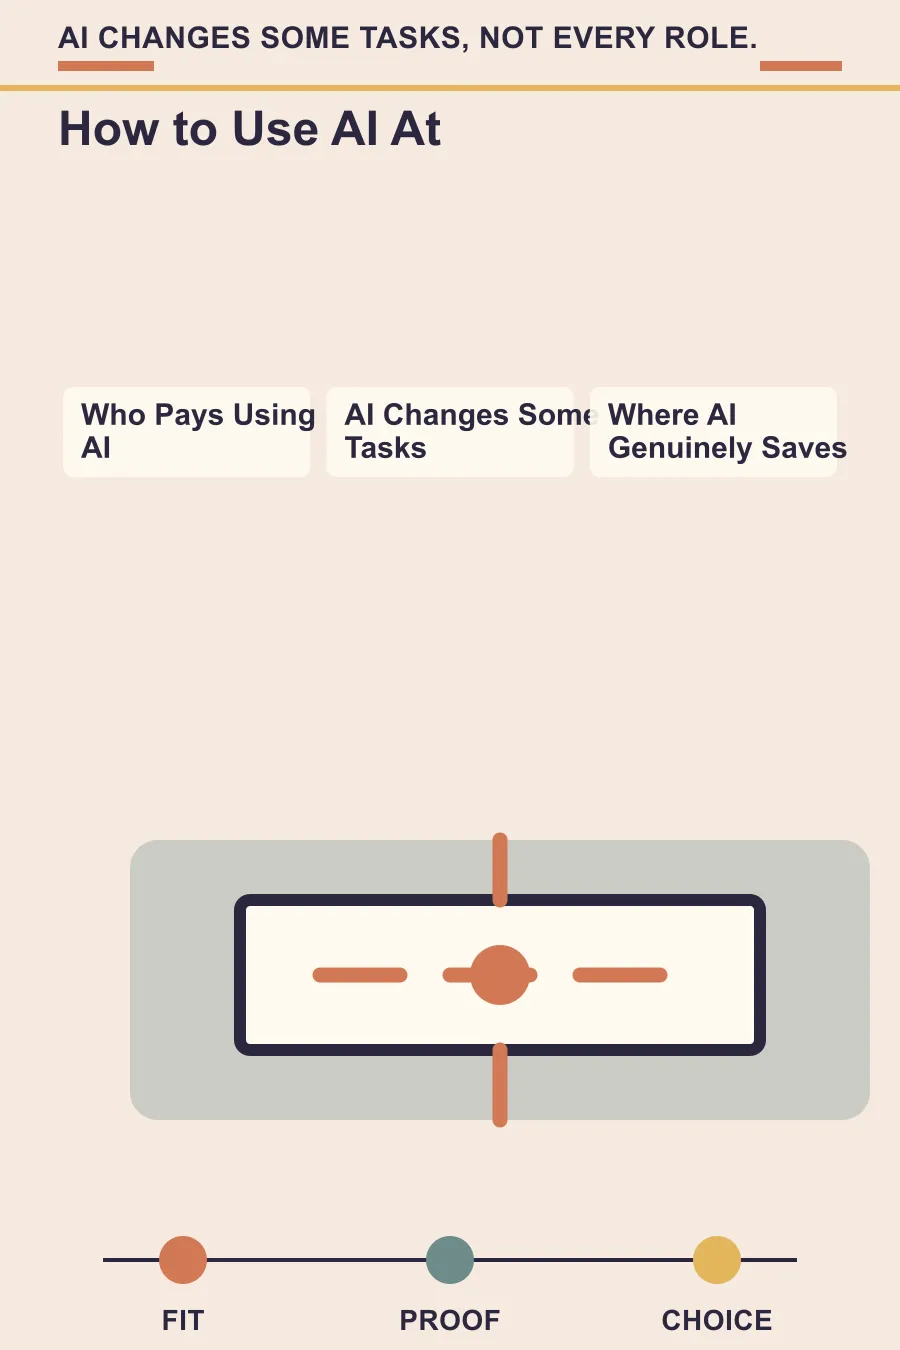 AI CHANGES SOME TASKS, NOT EVERY ROLE.
How to Use AI At
Who Pays Using
AI
AI Changes Some
Tasks
Where AI
Genuinely Saves
FIT
PROOF
CHOICE